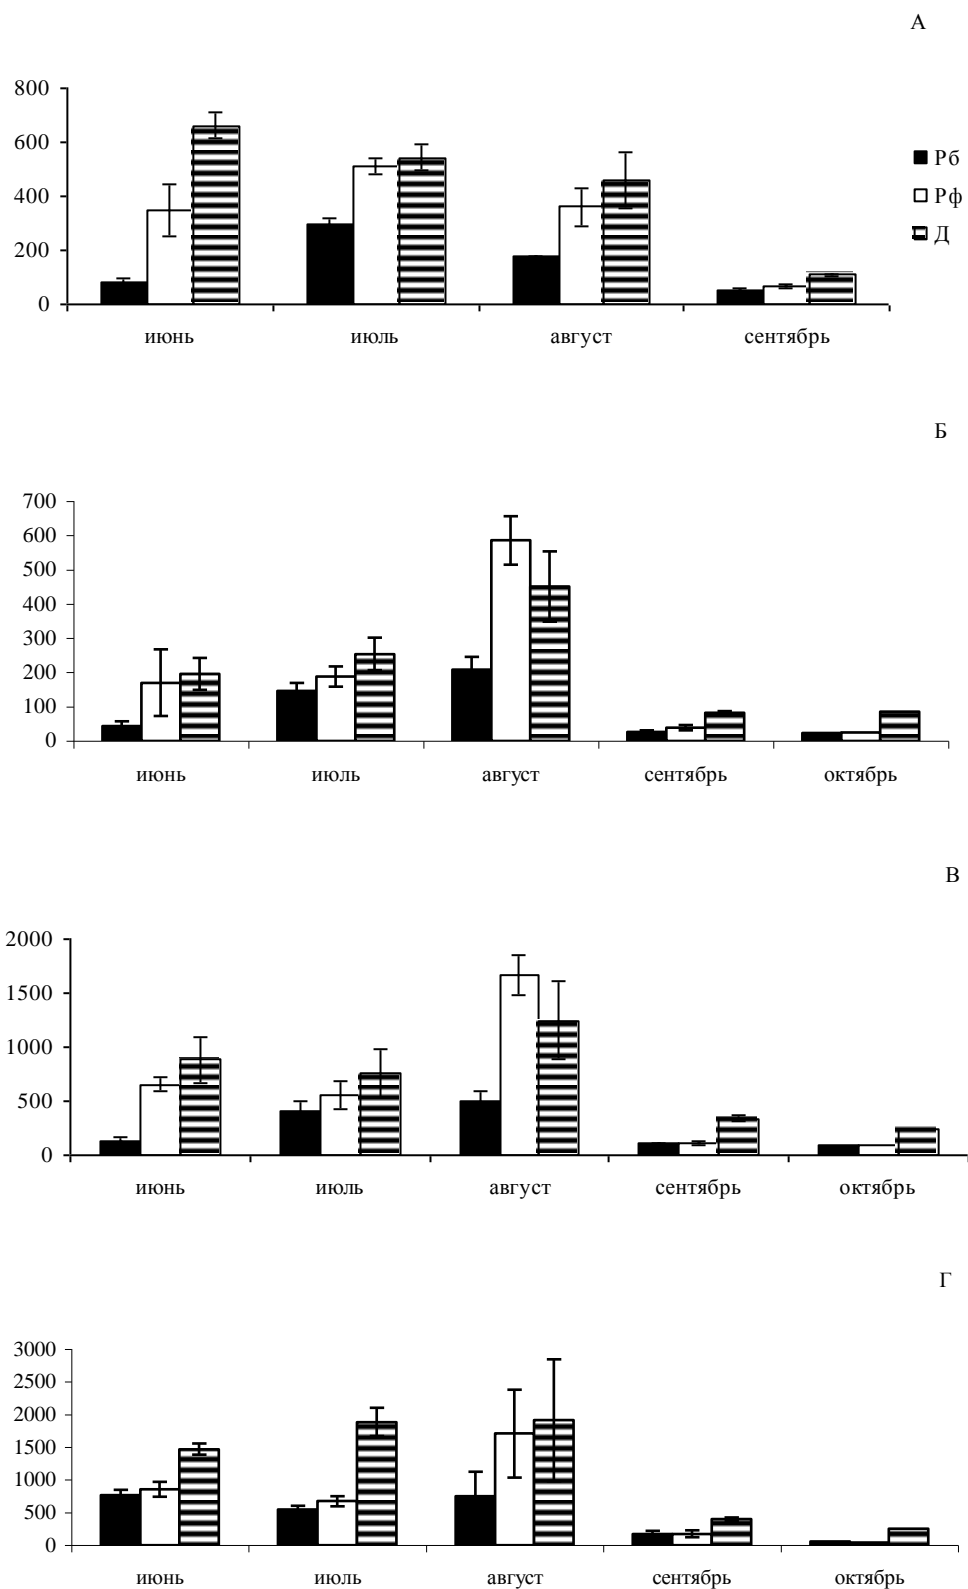 А
800
600
400
200
0
июнь июль август сентябрь
Рб
Рф
Д
Б
700
600
500
400
300
200
100
0
июнь июль август сентябрь октябрь
В
2000
1500
1000
500
0
июнь июль август сентябрь октябрь
Г
3000
2500
2000
1500
1000
500
0
июнь июль август сентябрь октябрь